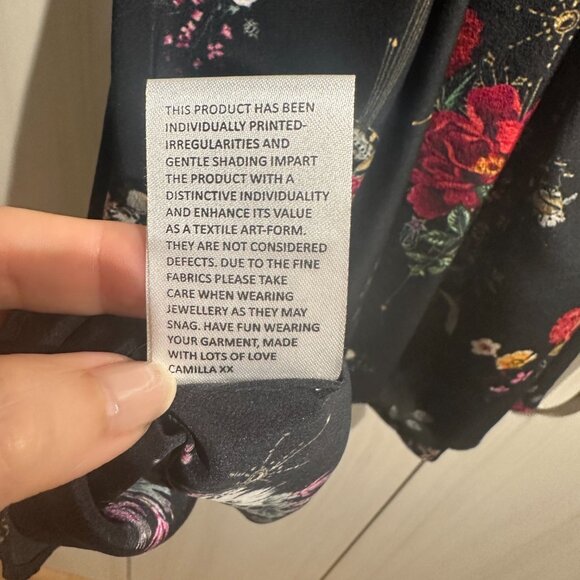 THIS PRODUCT HAS BEEN
INDIVIDUALLY PRINTED-
IRREGULARITIES AND
GENTLE SHADING IMPART
THE PRODUCT WITH A
DISTINCTIVE INDIVIDUALITY
AND ENHANCE ITS VALUE
AS A TEXTILE ART-FORM.
THEY ARE NOT CONSIDERED
DEFECTS. DUE TO THE FINE
FABRICS PLEASE TAKE
CARE WHEN WEARING
JEWELLERY AS THEY MAY
SNAG. HAVE FUN WEARING
YOUR GARMENT, MADE
WITH LOTS OF LOVE
CAMILLA XX